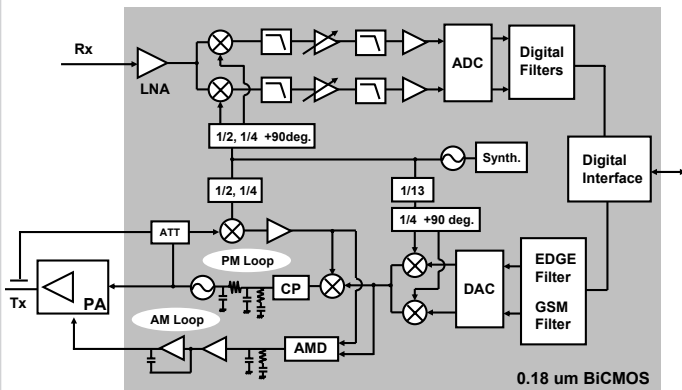 Rx
LNA
ADC
Digital
Filters
1/2, 1/4 +90deg.
Synth.
Digital
Interface
1/2, 1/4
1/13
1/4 +90 deg.
ATT
PM Loop
EDGE
Filter
GSM
Filter
DAC
CP
Tx
PA
AM Loop
AMD
0.18 um BiCMOS